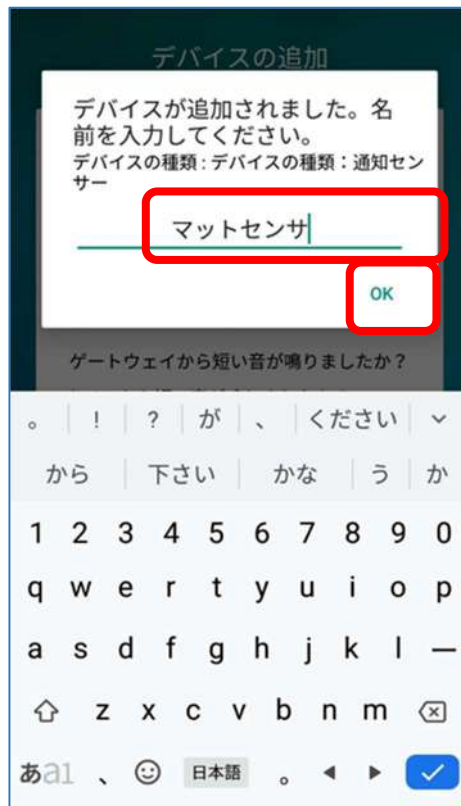 デバイスの追加
デバイスが追加されました。名
前を入力してください。
デバイスの種類 : デバイスの種類：通知セン
サー
マットセンサ
OK
ゲートウェイから短い音が鳴りましたか？
。 ! ? が 、 ください
から 下さい かな う か
1 2 3 4 5 6 7 8 9 0
q w e r t y u i o p
a s d f g h j k l ー
z x c v b n m
あa1 、 日本語 。